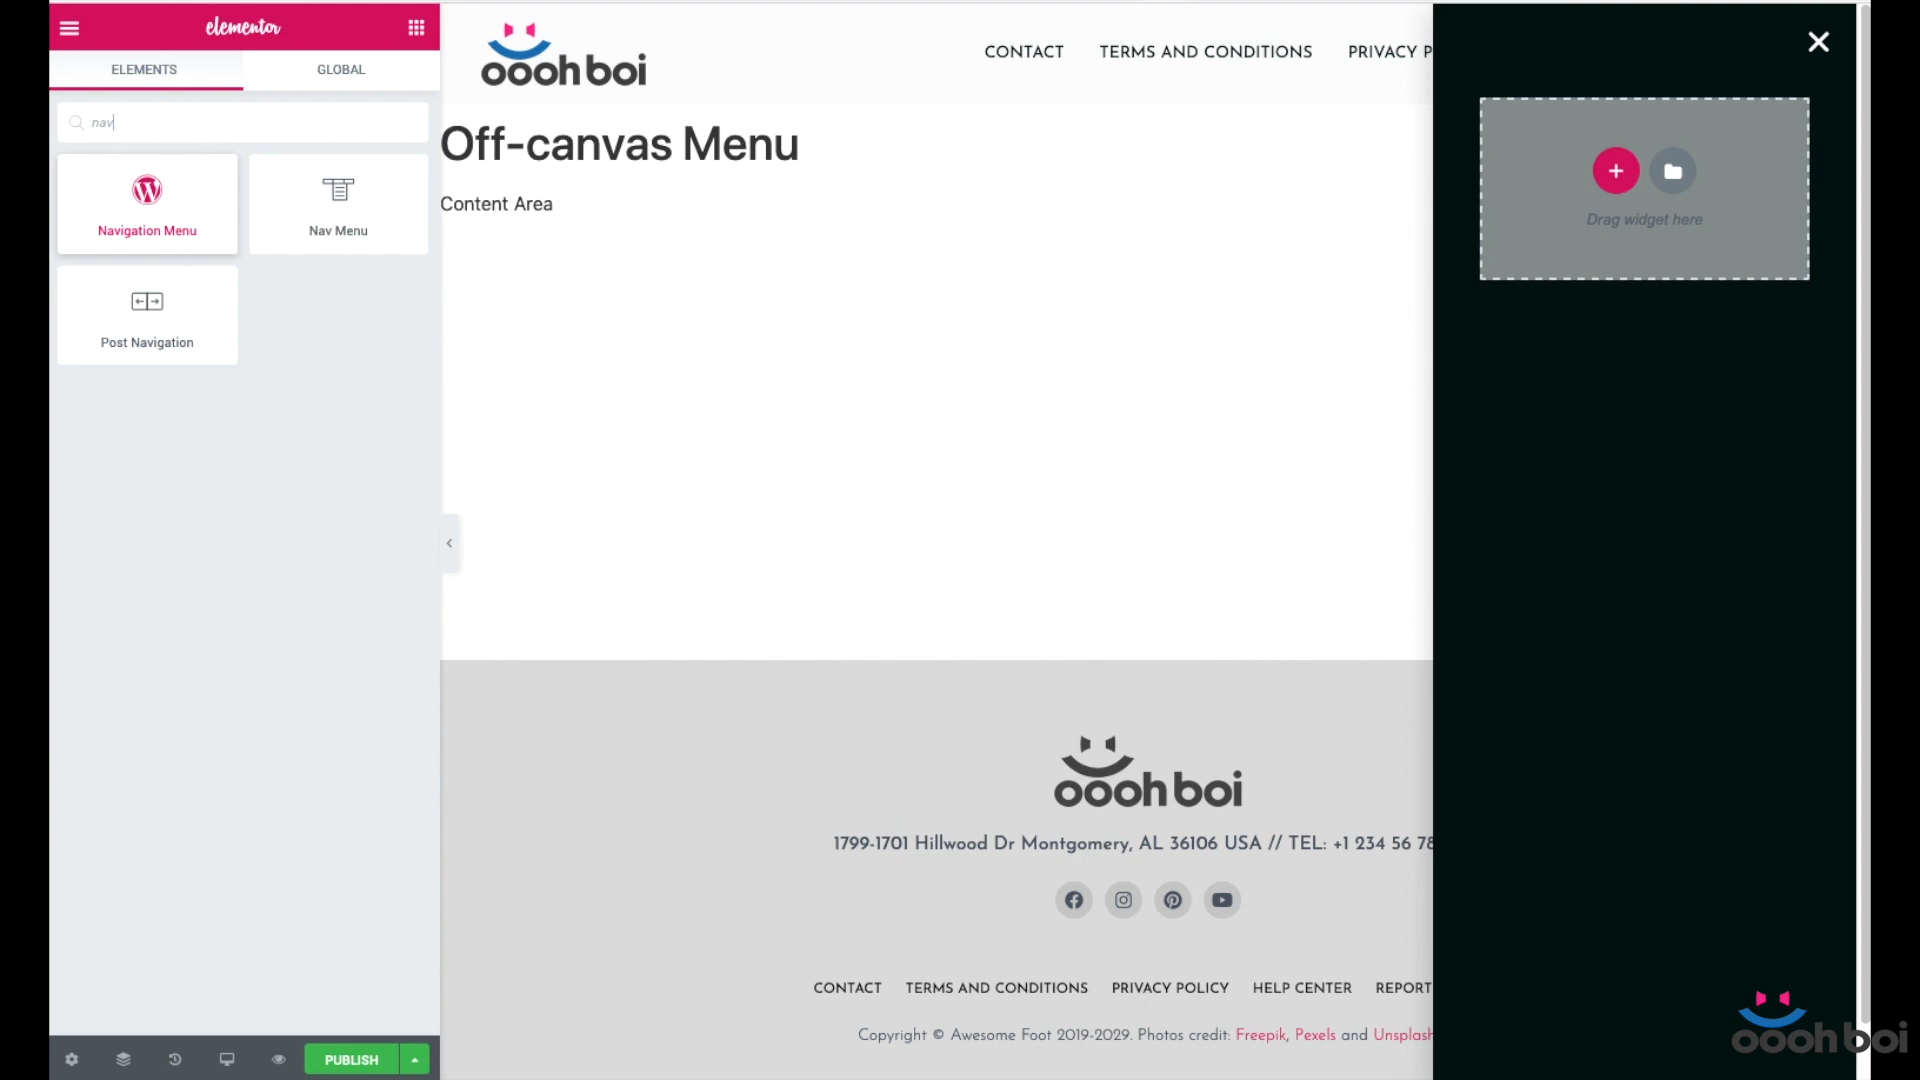 elementor
ELEMENTS
GLOBAL
nav
Navigation Menu
Nav Menu
Post Navigation
PUBLISH
oooh boi
CONTACT
TERMS AND CONDITIONS
PRIVACY P
Off-canvas Menu
Content Area
Drag widget here
oooh boi
1799-1701 Hillwood Dr Montgomery, AL 36106 USA // TEL: +1 234 56 78
CONTACT
TERMS AND CONDITIONS
PRIVACY POLICY
HELP CENTER
REPORT
Copyright © Awesome Foot 2019-2029. Photos credit: Freepik, Pexels and Unsplash
oooh boi